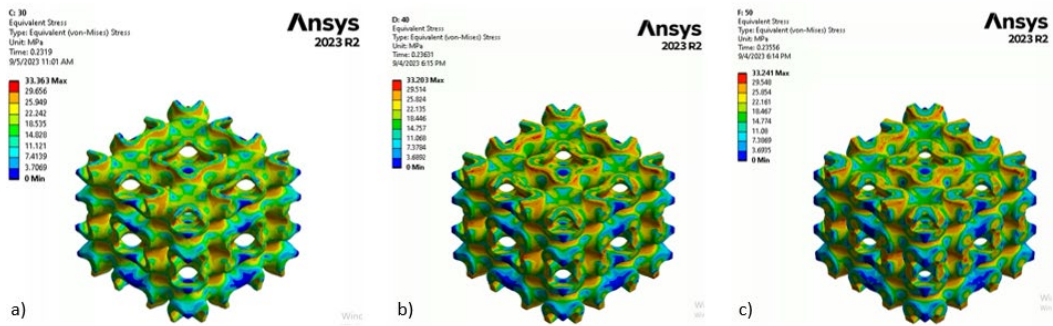 C: 30
Equivalent Stress
Type: Equivalent (von-Mises) Stress
Unit: MPa
Time: 0.2319
9/5/2023 11:01 AM
33.363 Max
29.656
25.949
22.242
18.535
14.828
11.121
7.4139
3.7069
0 Min
Ansys
2023 R2
a)
D: 40
Equivalent Stress
Type: Equivalent (von-Mises) Stress
Unit: MPa
Time: 0.23631
9/4/2023 6:15 PM
33.203 Max
29.514
25.824
22.135
18.446
14.757
11.068
7.3784
3.6892
0 Min
Ansys
2023 R2
b)
F: 50
Equivalent Stress
Type: Equivalent (von-Mises) Stress
Unit: MPa
Time: 0.23556
9/4/2023 6:14 PM
33.241 Max
29.548
25.854
22.161
18.467
14.774
11.08
7.3869
3.6935
0 Min
Ansys
2023 R2
c)